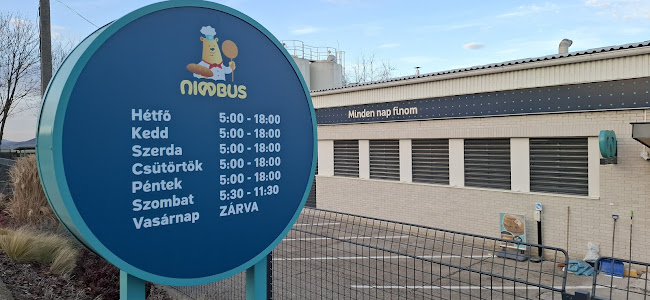 NIMBUS
Hétfő 5:00 - 18:00
Kedd 5:00 - 18:00
Szerda 5:00 - 18:00
Csütörtök 5:00 - 18:00
Péntek 5:00 - 18:00
Szombat 5:30 - 11:30
Vasárnap ZÁRVA
Minden nap finom